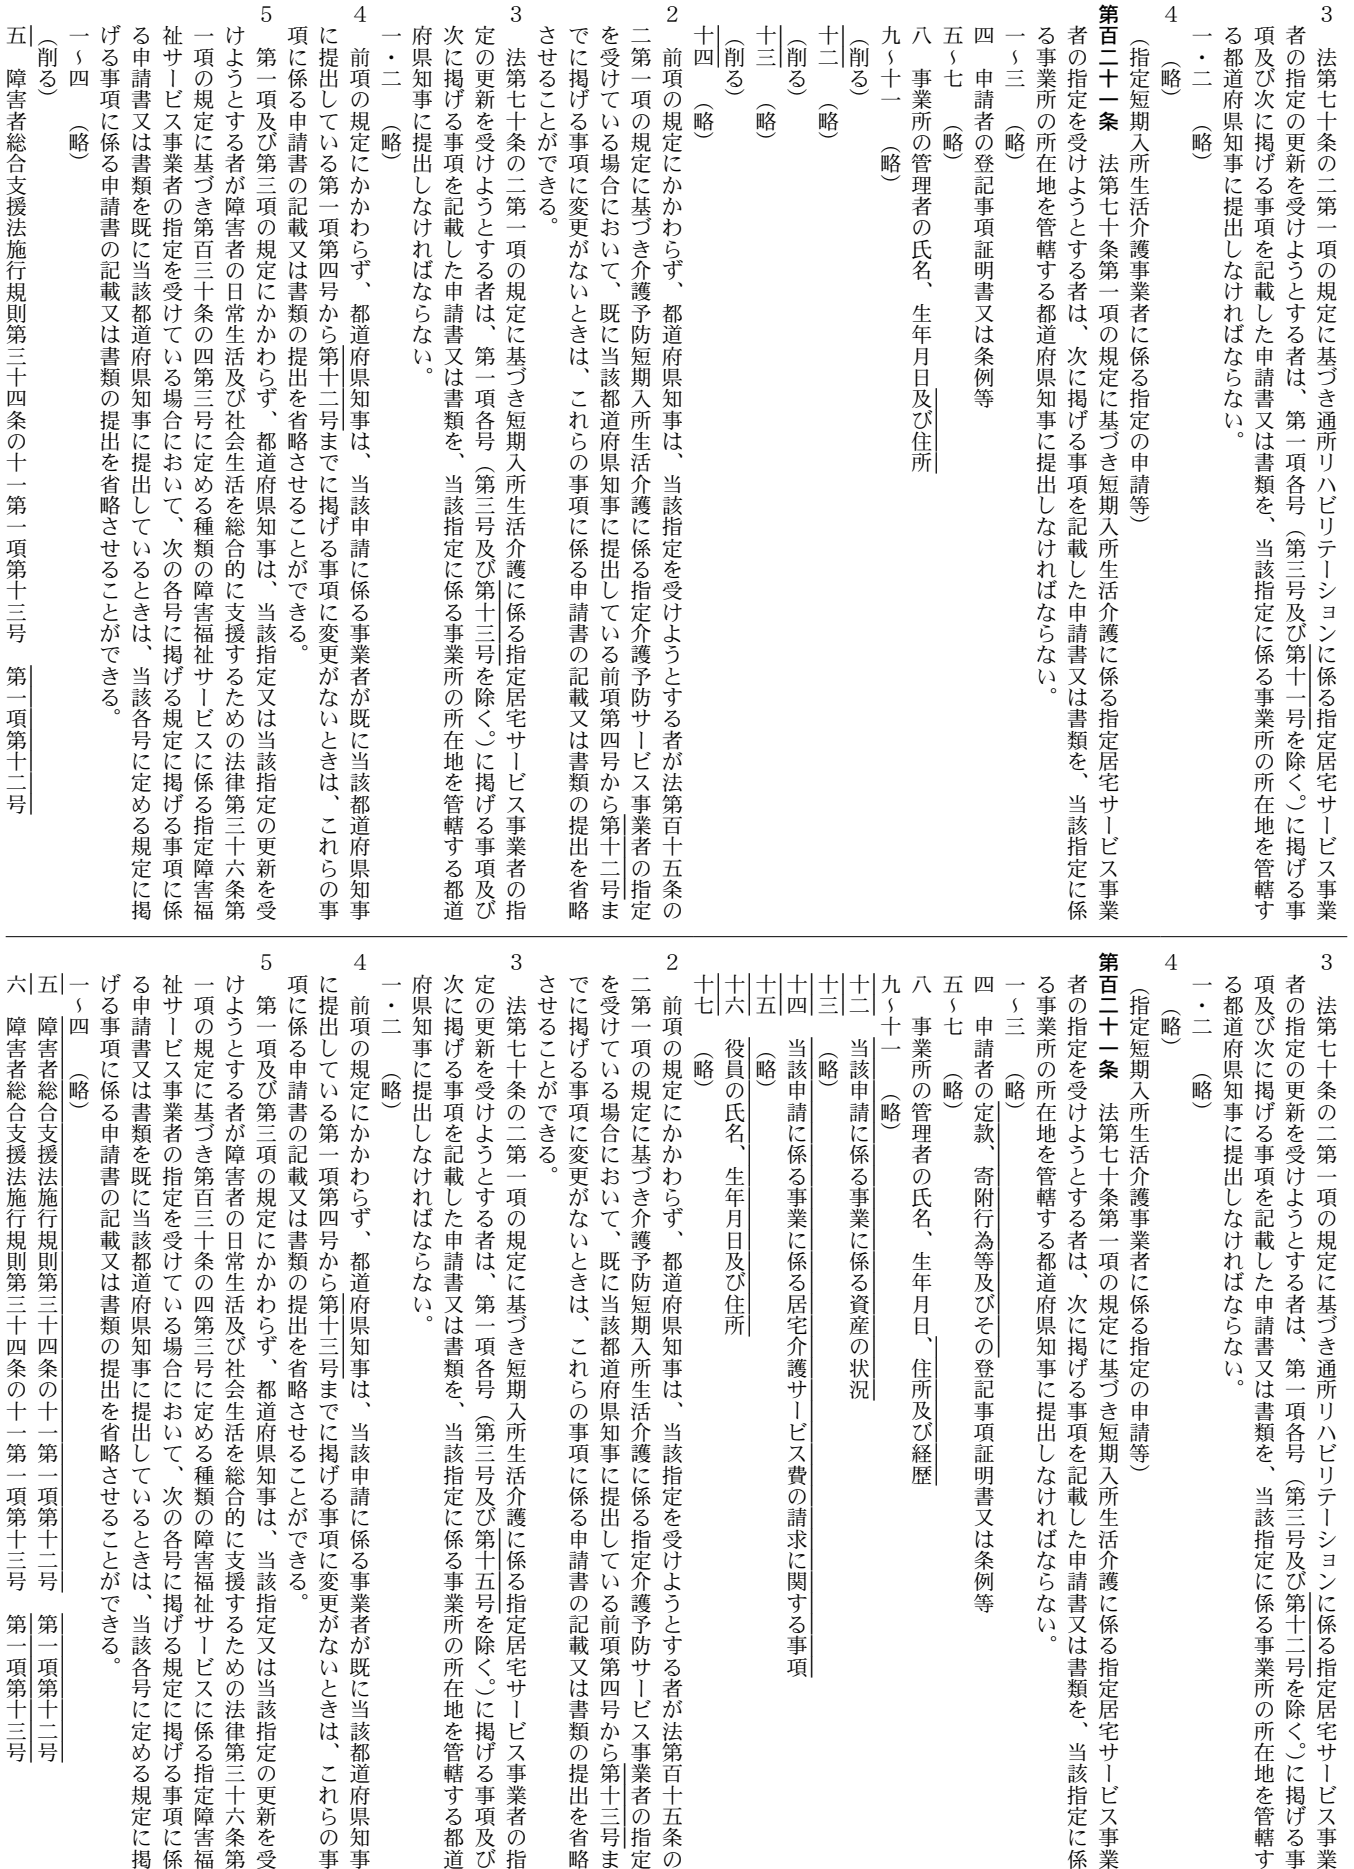 3　法第七十条の二第一項の規定に基づき通所リハビリテーションに係る指定居宅サービス事業
者の指定の更新を受けようとする者は、第一項各号（第三号及び第十一号を除く。）に掲げる事
項及び次に掲げる事項を記載した申請書又は書類を、当該指定に係る事業所の所在地を管轄す
る都道府県知事に提出しなければならない。
一・二　（略）
4　（略）
（指定短期入所生活介護事業者に係る指定の申請等）
第百二十一条　法第七十条第一項の規定に基づき短期入所生活介護に係る指定居宅サービス事業
者の指定を受けようとする者は、次に掲げる事項を記載した申請書又は書類を、当該指定に係
る事業所の所在地を管轄する都道府県知事に提出しなければならない。
一～三　（略）
四　申請者の登記事項証明書又は条例等
五～七　（略）
八　事業所の管理者の氏名、生年月日及び住所
九～十一　（略）
（削る）
十二　（略）
（削る）
十三　（略）
（削る）
十四　（略）
2　前項の規定にかかわらず、都道府県知事は、当該指定を受けようとする者が法第百十五条の
二第一項の規定に基づき介護予防短期入所生活介護に係る指定介護予防サービス事業者の指定
を受けている場合において、既に当該都道府県知事に提出している前項第四号から第十二号ま
でに掲げる事項に変更がないときは、これらの事項に係る申請書の記載又は書類の提出を省略
させることができる。
3　法第七十条の二第一項の規定に基づき短期入所生活介護に係る指定居宅サービス事業者の指
定の更新を受けようとする者は、第一項各号（第三号及び第十三号を除く。）に掲げる事項及び
次に掲げる事項を記載した申請書又は書類を、当該指定に係る事業所の所在地を管轄する都道
府県知事に提出しなければならない。
一・二　（略）
4　前項の規定にかかわらず、都道府県知事は、当該申請に係る事業者が既に当該都道府県知事
に提出している第一項第四号から第十二号までに掲げる事項に変更がないときは、これらの事
項に係る申請書の記載又は書類の提出を省略させることができる。
5　第一項及び第三項の規定にかかわらず、都道府県知事は、当該指定又は当該指定の更新を受
けようとする者が障害者の日常生活及び社会生活を総合的に支援するための法律第三十六条第
一項の規定に基づき第百三十条の四第三号に定める種類の障害福祉サービスに係る指定障害福
祉サービス事業者の指定を受けている場合において、次の各号に掲げる規定に掲げる事項に係
る申請書又は書類を既に当該都道府県知事に提出しているときは、当該各号に定める規定に掲
げる事項に係る申請書の記載又は書類の提出を省略させることができる。
一～四　（略）
（削る）
五　障害者総合支援法施行規則第三十四条の十一第一項第十三号　第一項第十二号
3　法第七十条の二第一項の規定に基づき通所リハビリテーションに係る指定居宅サービス事業
者の指定の更新を受けようとする者は、第一項各号（第三号及び第十二号を除く。）に掲げる事
項及び次に掲げる事項を記載した申請書又は書類を、当該指定に係る事業所の所在地を管轄す
る都道府県知事に提出しなければならない。
一・二　（略）
4　（略）
（指定短期入所生活介護事業者に係る指定の申請等）
第百二十一条　法第七十条第一項の規定に基づき短期入所生活介護に係る指定居宅サービス事業
者の指定を受けようとする者は、次に掲げる事項を記載した申請書又は書類を、当該指定に係
る事業所の所在地を管轄する都道府県知事に提出しなければならない。
一～三　（略）
四　申請者の定款、寄附行為等及びその登記事項証明書又は条例等
五～七　（略）
八　事業所の管理者の氏名、生年月日、住所及び経歴
九～十一　（略）
十二　当該申請に係る事業に係る資産の状況
十三　（略）
十四　当該申請に係る事業に係る居宅介護サービス費の請求に関する事項
十五　（略）
十六　役員の氏名、生年月日及び住所
十七　（略）
2　前項の規定にかかわらず、都道府県知事は、当該指定を受けようとする者が法第百十五条の
二第一項の規定に基づき介護予防短期入所生活介護に係る指定介護予防サービス事業者の指定
を受けている場合において、既に当該都道府県知事に提出している前項第四号から第十三号ま
でに掲げる事項に変更がないときは、これらの事項に係る申請書の記載又は書類の提出を省略
させることができる。
3　法第七十条の二第一項の規定に基づき短期入所生活介護に係る指定居宅サービス事業者の指
定の更新を受けようとする者は、第一項各号（第三号及び第十五号を除く。）に掲げる事項及び
次に掲げる事項を記載した申請書又は書類を、当該指定に係る事業所の所在地を管轄する都道
府県知事に提出しなければならない。
一・二　（略）
4　前項の規定にかかわらず、都道府県知事は、当該申請に係る事業者が既に当該都道府県知事
に提出している第一項第四号から第十三号までに掲げる事項に変更がないときは、これらの事
項に係る申請書の記載又は書類の提出を省略させることができる。
5　第一項及び第三項の規定にかかわらず、都道府県知事は、当該指定又は当該指定の更新を受
けようとする者が障害者の日常生活及び社会生活を総合的に支援するための法律第三十六条第
一項の規定に基づき第百三十条の四第三号に定める種類の障害福祉サービスに係る指定障害福
祉サービス事業者の指定を受けている場合において、次の各号に掲げる規定に掲げる事項に係
る申請書又は書類を既に当該都道府県知事に提出しているときは、当該各号に定める規定に掲
げる事項に係る申請書の記載又は書類の提出を省略させることができる。
一～四　（略）
五　障害者総合支援法施行規則第三十四条の十一第一項第十二号　第一項第十二号
六　障害者総合支援法施行規則第三十四条の十一第一項第十三号　第一項第十三号